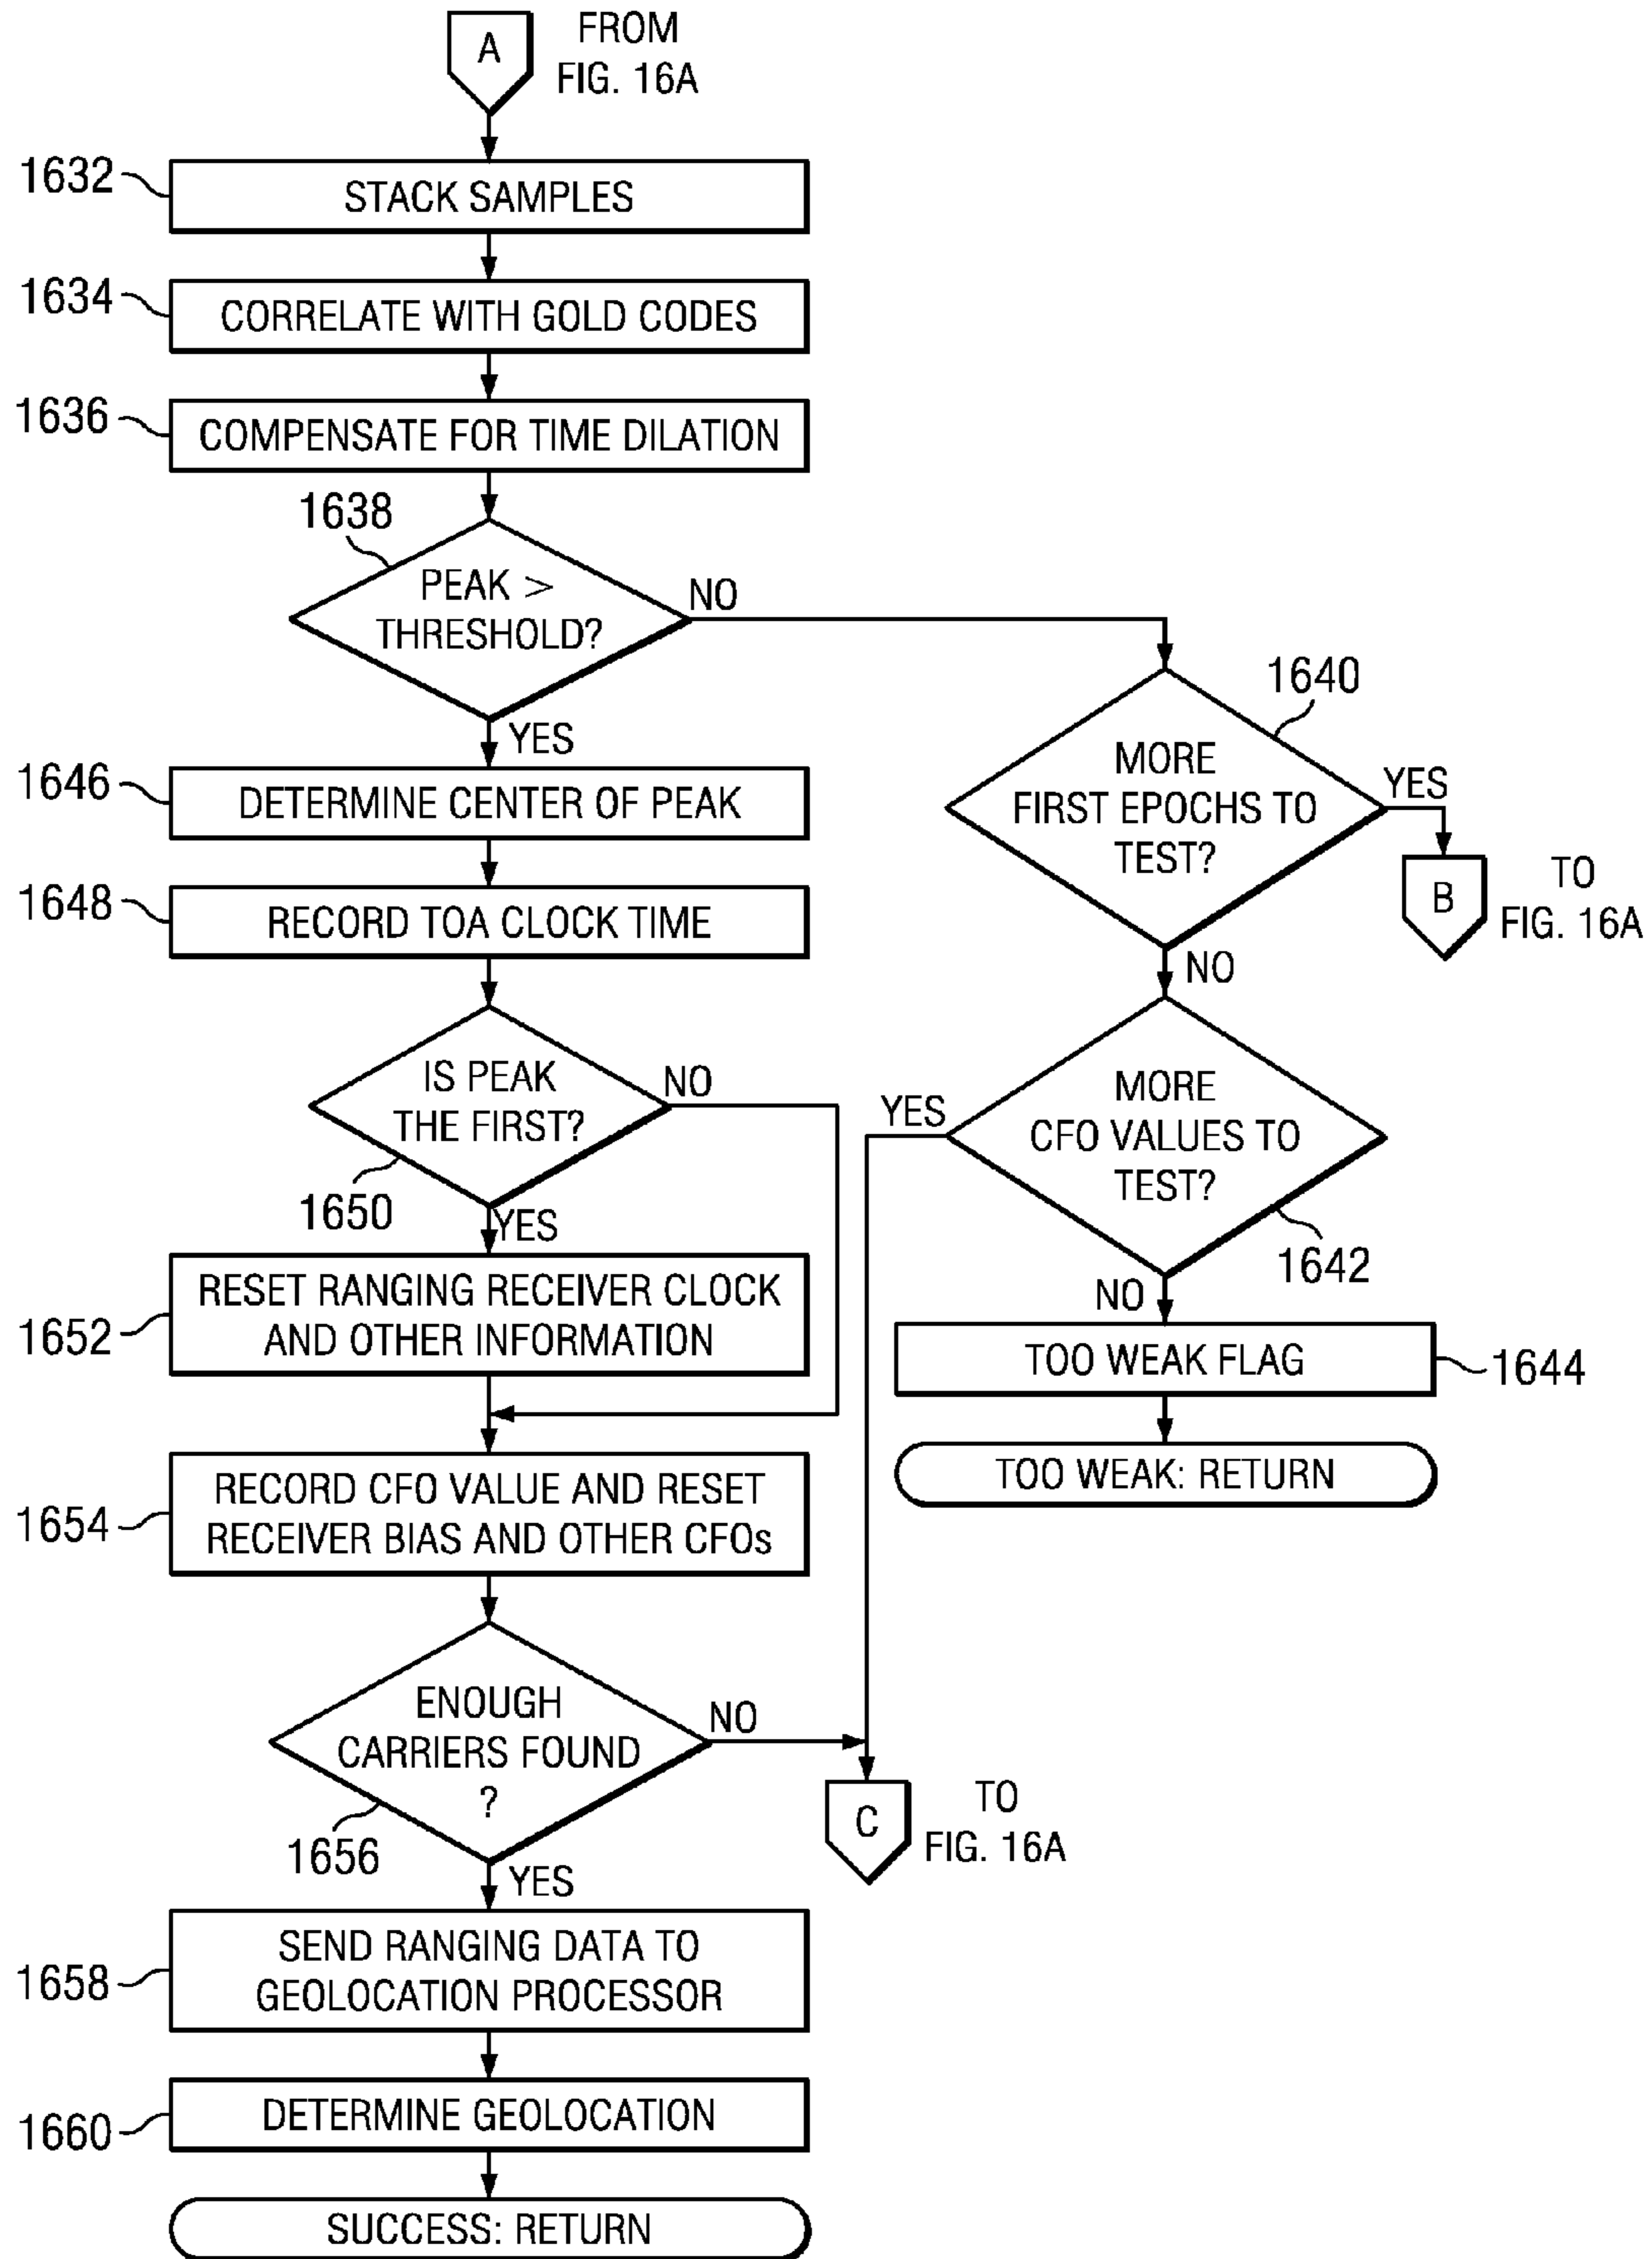 A
FROM
FIG. 16A
1632
STACK SAMPLES
1634
CORRELATE WITH GOLD CODES
1636
COMPENSATE FOR TIME DILATION
1638
PEAK >
THRESHOLD?
NO
YES
1640
MORE
FIRST EPOCHS TO
TEST?
YES
B
TO
FIG. 16A
NO
1646
DETERMINE CENTER OF PEAK
1648
RECORD TOA CLOCK TIME
IS PEAK
THE FIRST?
NO
1650
YES
MORE
CFO VALUES TO
TEST?
YES
1642
NO
1652
RESET RANGING RECEIVER CLOCK
AND OTHER INFORMATION
TOO WEAK FLAG
1644
TOO WEAK: RETURN
1654
RECORD CFO VALUE AND RESET
RECEIVER BIAS AND OTHER CFOs
ENOUGH
CARRIERS FOUND
?
NO
1656
YES
C
TO
FIG. 16A
1658
SEND RANGING DATA TO
GEOLOCATION PROCESSOR
1660
DETERMINE GEOLOCATION
SUCCESS: RETURN